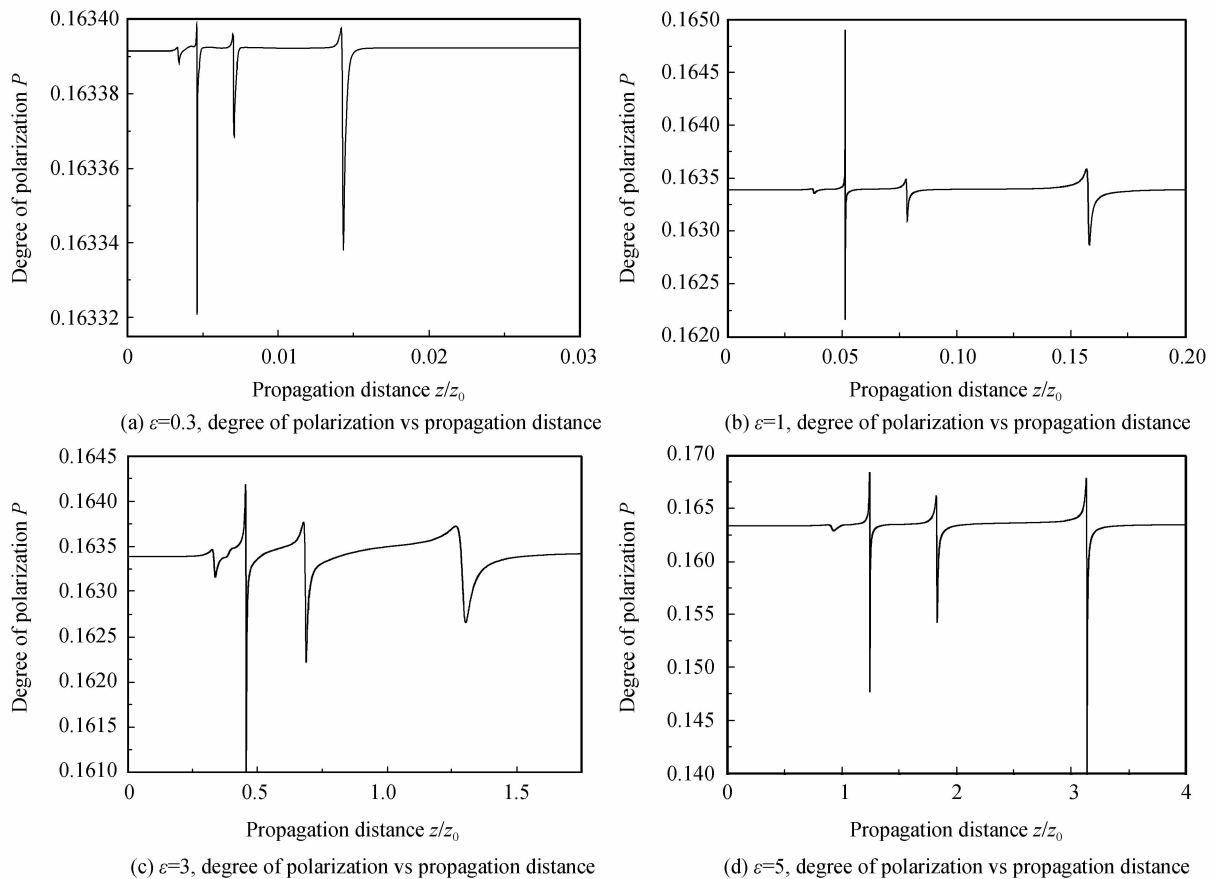 0.16340
0.16338
0.16336
0.16334
0.16332
Degree of polarization P
0 0.01 0.02 0.03
Propagation distance z/z₀
(a) ε=0.3, degree of polarization vs propagation distance
0.1650
0.1645
0.1640
0.1635
0.1630
0.1625
0.1620
Degree of polarization P
0 0.05 0.10 0.15 0.20
Propagation distance z/z₀
(b) ε=1, degree of polarization vs propagation distance
0.1645
0.1640
0.1635
0.1630
0.1625
0.1620
0.1615
0.1610
Degree of polarization P
0 0.5 1.0 1.5
Propagation distance z/z₀
(c) ε=3, degree of polarization vs propagation distance
0.170
0.165
0.160
0.155
0.150
0.145
0.140
Degree of polarization P
0 1 2 3 4
Propagation distance z/z₀
(d) ε=5, degree of polarization vs propagation distance